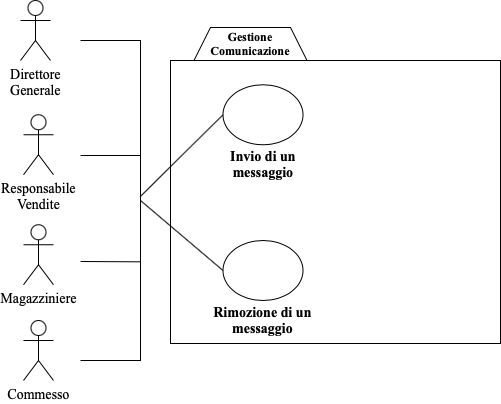 Direttore
Generale
Responsabile
Vendite
Magazziniere
Commesso
Gestione
Comunicazione
Invio di un
messaggio
Rimozione di un
messaggio